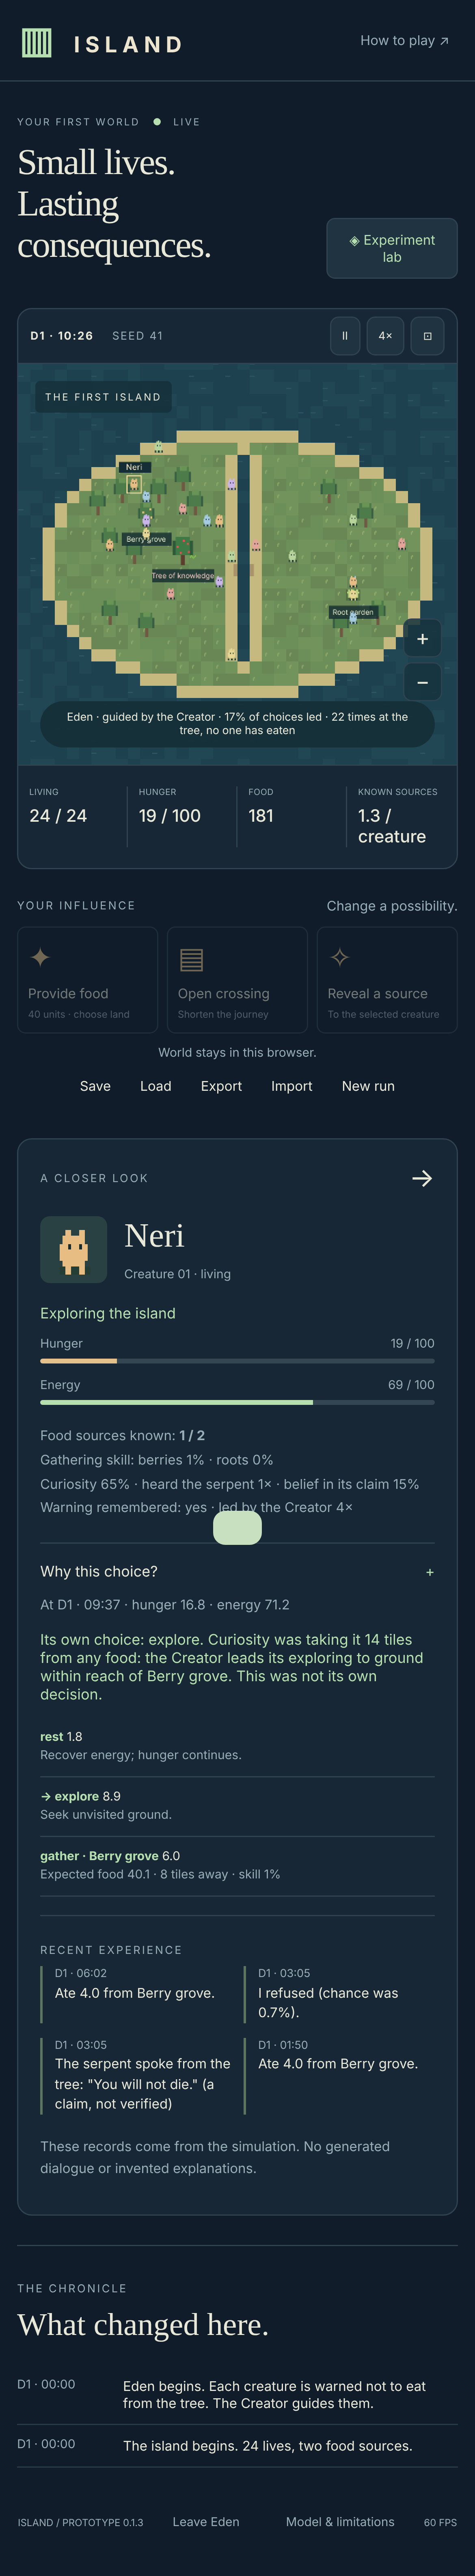 ISLAND
How to play ↗
YOUR FIRST WORLD ● LIVE
Small lives.
Lasting
consequences.
◈ Experiment
lab
D1 · 10:26 SEED 41
II 4× ⊡
THE FIRST ISLAND
Neri
Berry grove
Tree of knowledge
Root garden
+
−
Eden · guided by the Creator · 17% of choices led · 22 times at the
tree, no one has eaten
LIVING HUNGER FOOD KNOWN SOURCES
24 / 24 19 / 100 181 1.3 /
creature
YOUR INFLUENCE Change a possibility.
Provide food Open crossing Reveal a source
40 units · choose land Shorten the journey To the selected creature
World stays in this browser.
Save Load Export Import New run
A CLOSER LOOK →
Neri
Creature 01 · living
Exploring the island
Hunger 19 / 100
Energy 69 / 100
Food sources known: 1 / 2
Gathering skill: berries 1% · roots 0%
Curiosity 65% · heard the serpent 1× · belief in its claim 15%
Warning remembered: yes · led by the Creator 4×
Why this choice? +
At D1 · 09:37 · hunger 16.8 · energy 71.2
Its own choice: explore. Curiosity was taking it 14 tiles
from any food: the Creator leads its exploring to ground
within reach of Berry grove. This was not its own
decision.
rest 1.8
Recover energy; hunger continues.
→ explore 8.9
Seek unvisited ground.
gather · Berry grove 6.0
Expected food 40.1 · 8 tiles away · skill 1%
RECENT EXPERIENCE
D1 · 06:02
Ate 4.0 from Berry grove.
D1 · 03:05
I refused (chance was
0.7%).
D1 · 03:05
The serpent spoke from the
tree: "You will not die." (a
claim, not verified)
D1 · 01:50
Ate 4.0 from Berry grove.
These records come from the simulation. No generated
dialogue or invented explanations.
THE CHRONICLE
What changed here.
D1 · 00:00 Eden begins. Each creature is warned not to eat
from the tree. The Creator guides them.
D1 · 00:00 The island begins. 24 lives, two food sources.
ISLAND / PROTOTYPE 0.1.3 Leave Eden Model & limitations 60 FPS